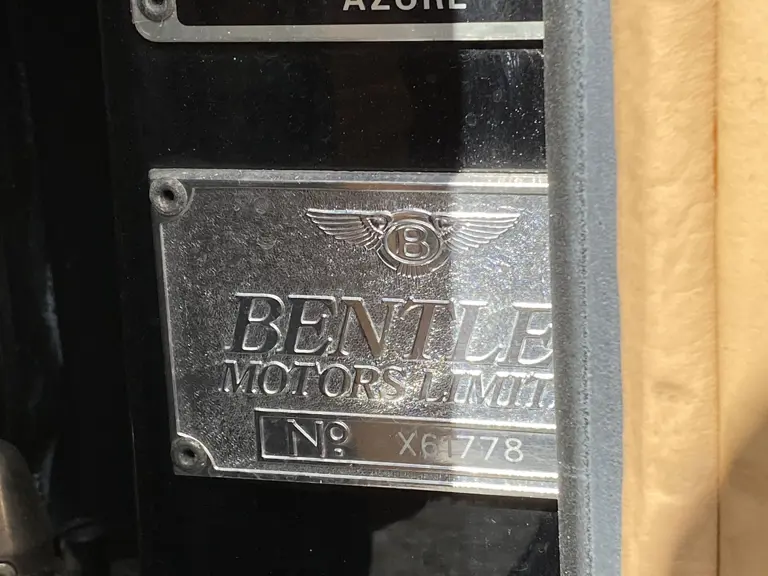 AZURE
B
BENTLE
MOTORS LIMIT
Nº X61778